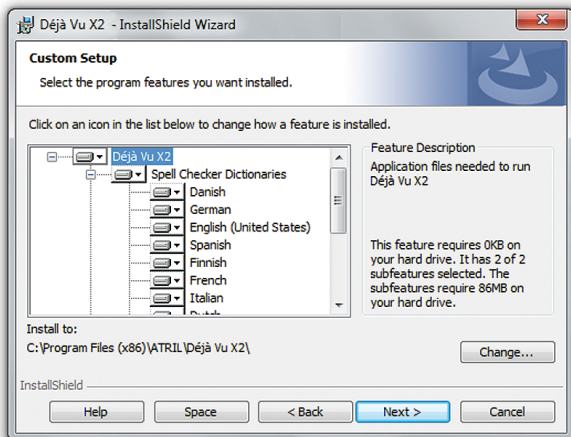 Déjà Vu X2 - InstallShield Wizard
Custom Setup
Select the program features you want installed.
Click on an icon in the list below to change how a feature is installed.
Déjà Vu X2
Spell Checker Dictionaries
Danish
German
English (United States)
Spanish
Finnish
French
Italian
Dutch
Feature Description
Application files needed to run
Déjà Vu X2
This feature requires 0KB on
your hard drive. It has 2 of 2
subfeatures selected. The
subfeatures require 86MB on
your hard drive.
Install to:
C:\Program Files (x86)\ATRIL\Déjà Vu X2\
Change...
InstallShield
Help Space < Back Next > Cancel